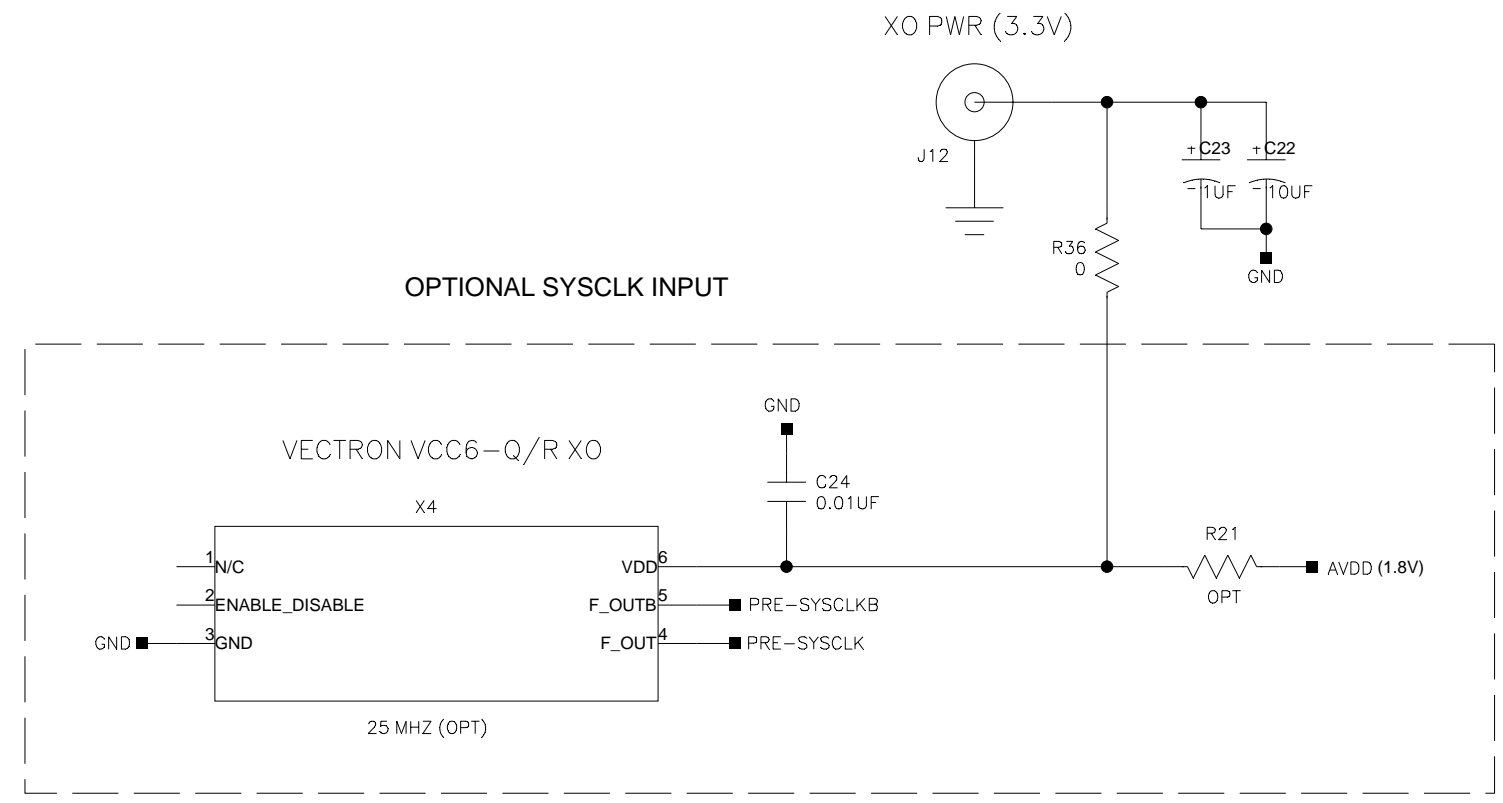 XO PWR (3.3V)
J12
+ C23
- 1UF
+ C22
- 10UF
GND
R36
0
OPTIONAL SYSCLK INPUT
GND
C24
0.01UF
VECTRON VCC6-Q/R XO
X4
1 N/C
2 ENABLE_DISABLE
GND 3 GND
VDD 6
F_OUTB 5 PRE-SYSCLKB
F_OUT 4 PRE-SYSCLK
25 MHZ (OPT)
R21
OPT
AVDD (1.8V)